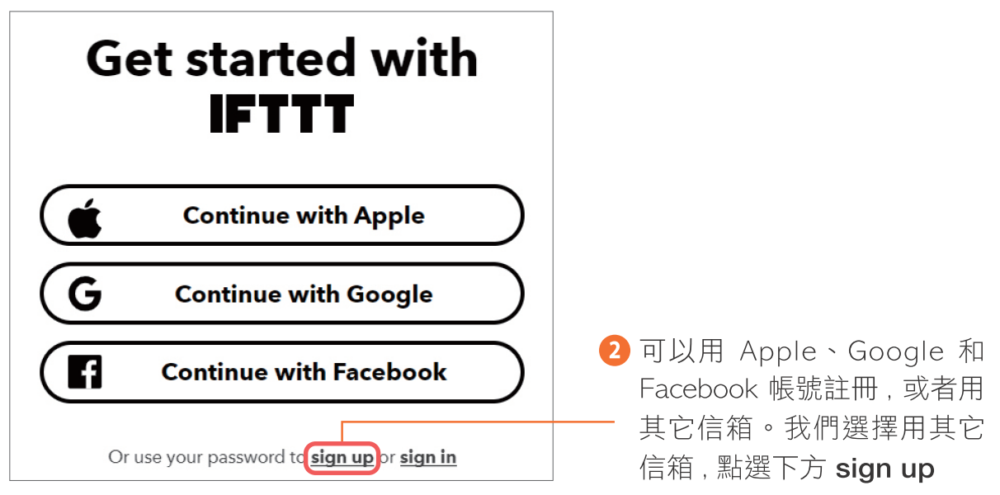 Get started with
IFTTT
Continue with Apple
Continue with Google
Continue with Facebook
Or use your password to sign up or sign in
2 可以用 Apple、Google 和
Facebook 帳號註冊, 或者用
其它信箱。我們選擇用其它
信箱, 點選下方 sign up